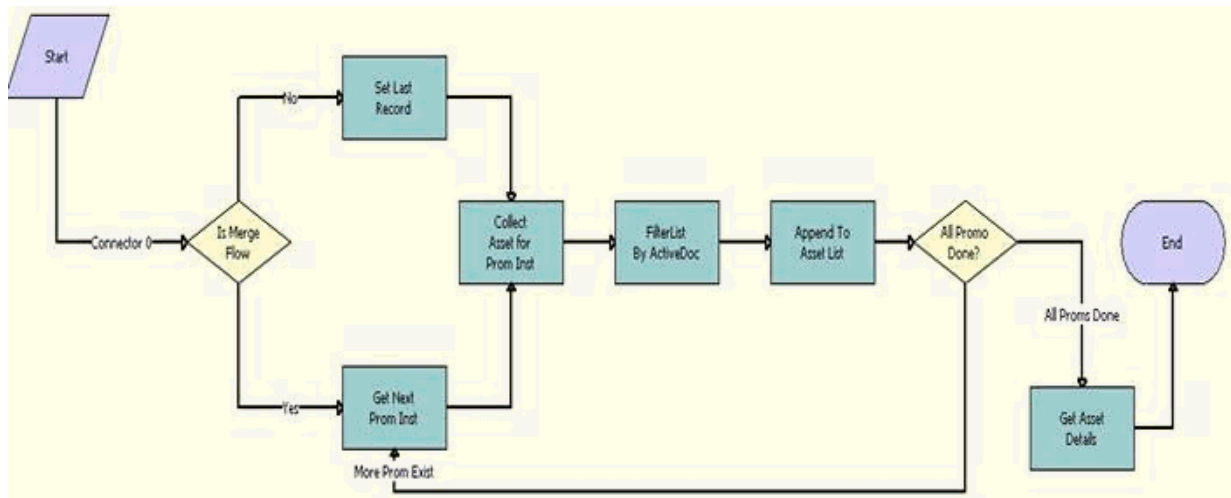 Start
Connector 0
Is Merge
Flow
No
Set Last
Record
Yes
Get Next
Prom Inst
Collect
Asset for
Prom Inst
FilterList
By ActiveDoc
Append To
Asset List
All Promo
Done?
More Prom Exist
All Proms Done
Get Asset
Details
End